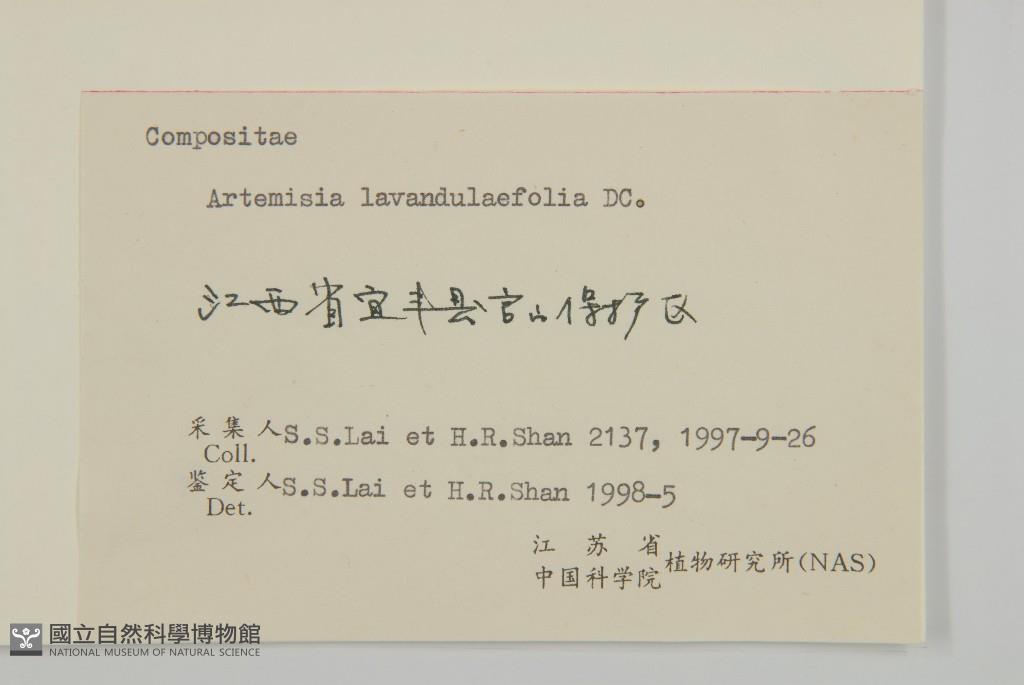 Compositae
Artemisia lavandulaefolia DC.
江西省宜丰县官山保护区
采集人S.S.Lai et H.R.Shan 2137, 1997-9-26
Coll.
鉴定人S.S.Lai et H.R.Shan 1998-5
Det.
江苏省
中国科学院植物研究所(NAS)
國立自然科學博物館
NATIONAL MUSEUM OF NATURAL SCIENCE